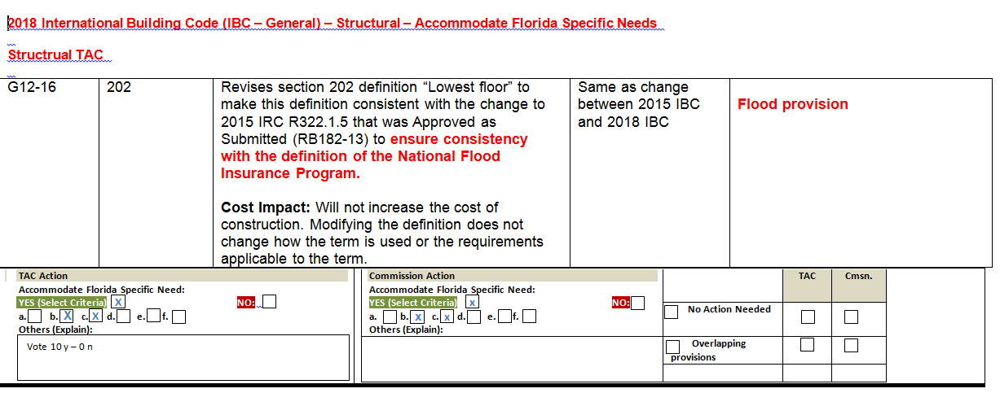 2018 International Building Code (IBC – General) – Structural – Accommodate Florida Specific Needs
Structrual TAC
G12-16
202
Revises section 202 definition “Lowest floor” to
make this definition consistent with the change to
2015 IRC R322.1.5 that was Approved as
Submitted (RB182-13) to ensure consistency
with the definition of the National Flood
Insurance Program.
Cost Impact: Will not increase the cost of
construction. Modifying the definition does not
change how the term is used or the requirements
applicable to the term.
Same as change
between 2015 IBC
and 2018 IBC
Flood provision
TAC Action
Accommodate Florida Specific Need:
YES (Select Criteria) X NO:
a. b. X c. X d. e. f.
Others (Explain):
Vote 10 y – 0 n
Commission Action
Accommodate Florida Specific Need:
YES (Select Criteria) x NO:
a. b. x c. x d. e. f.
Others (Explain):
TAC Cmsn.
No Action Needed
Overlapping
provisions